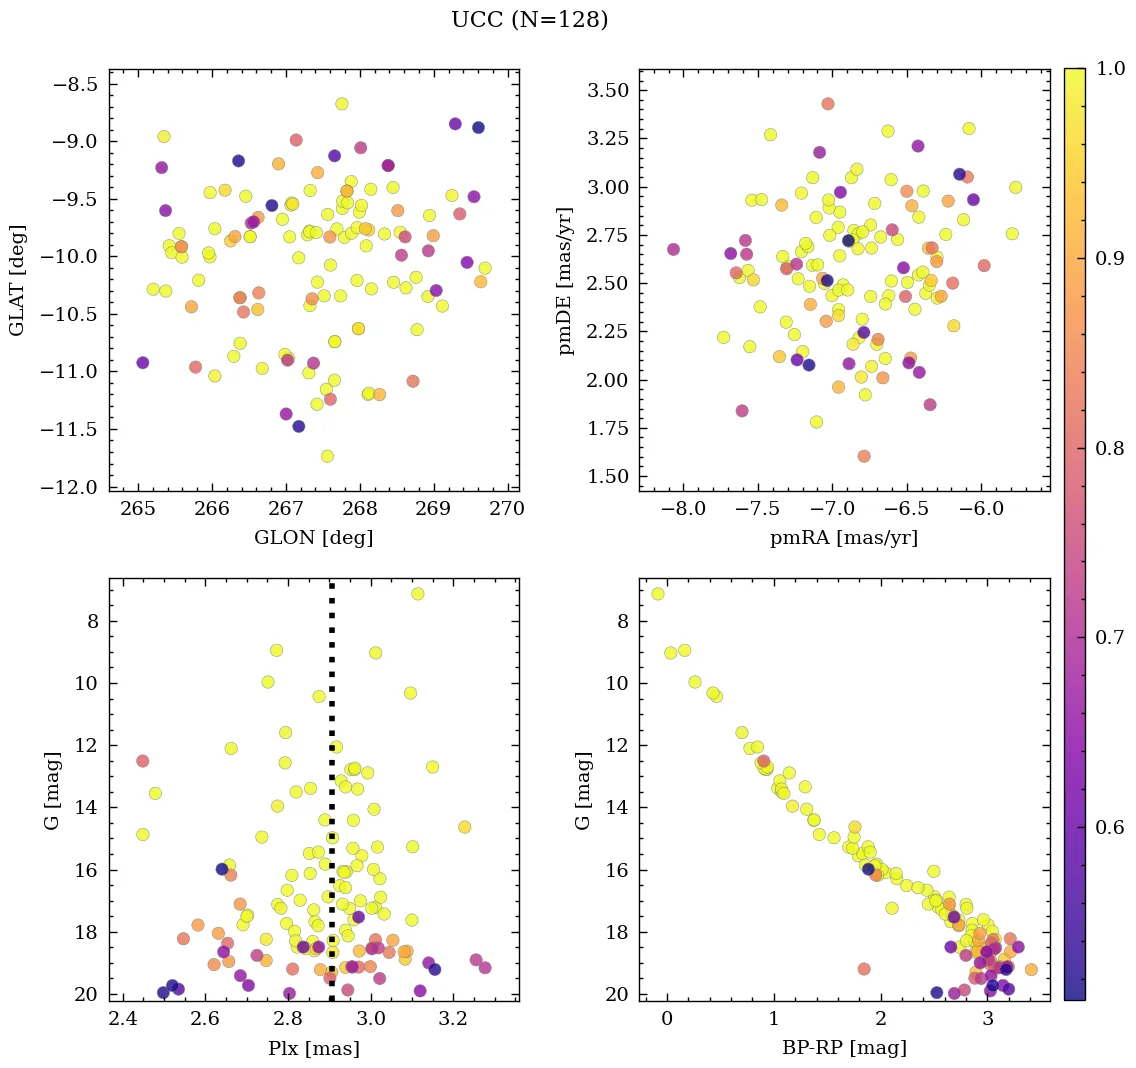 UCC (N=128)
−8.5
−9.0
−9.5
−10.0
−10.5
−11.0
−11.5
−12.0
GLAT [deg]
265 266 267 268 269 270
GLON [deg]
3.50
3.25
3.00
2.75
2.50
2.25
2.00
1.75
1.50
pmDE [mas/yr]
−8.0 −7.5 −7.0 −6.5 −6.0
pmRA [mas/yr]
1.0
0.9
0.8
0.7
0.6
8
10
12
14
16
18
20
G [mag]
2.4 2.6 2.8 3.0 3.2
Plx [mas]
8
10
12
14
16
18
20
G [mag]
0 1 2 3
BP-RP [mag]